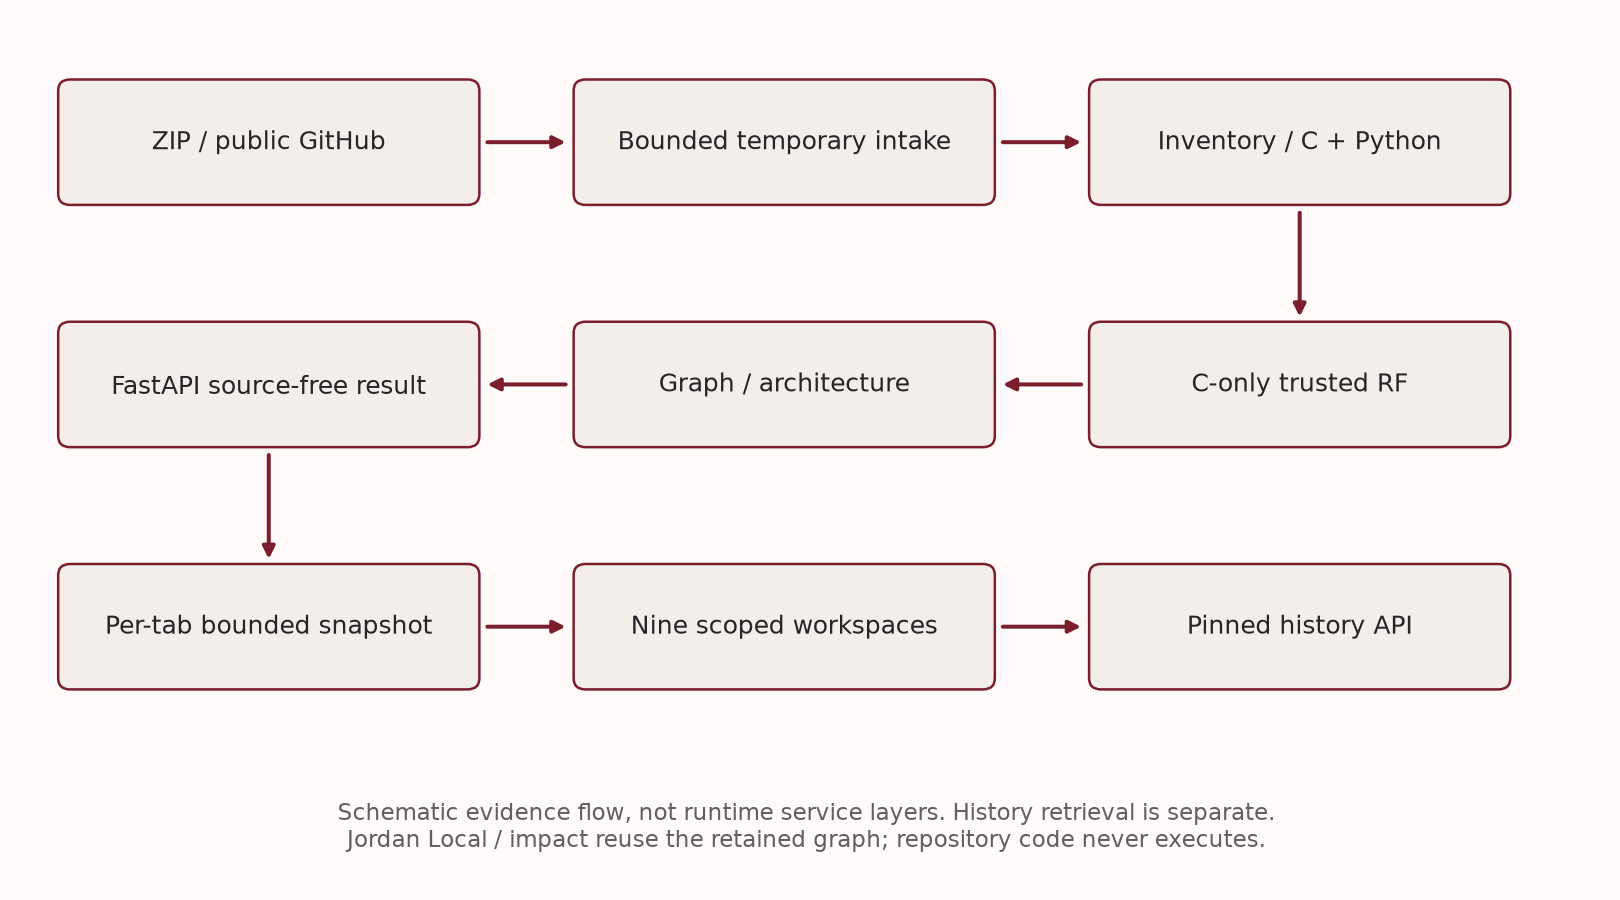 ZIP / public GitHub
Bounded temporary intake
Inventory / C + Python
C-only trusted RF
Graph / architecture
FastAPI source-free result
Per-tab bounded snapshot
Nine scoped workspaces
Pinned history API
Schematic evidence flow, not runtime service layers. History retrieval is separate.
Jordan Local / impact reuse the retained graph; repository code never executes.